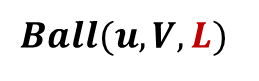 Ball(u, V, L)